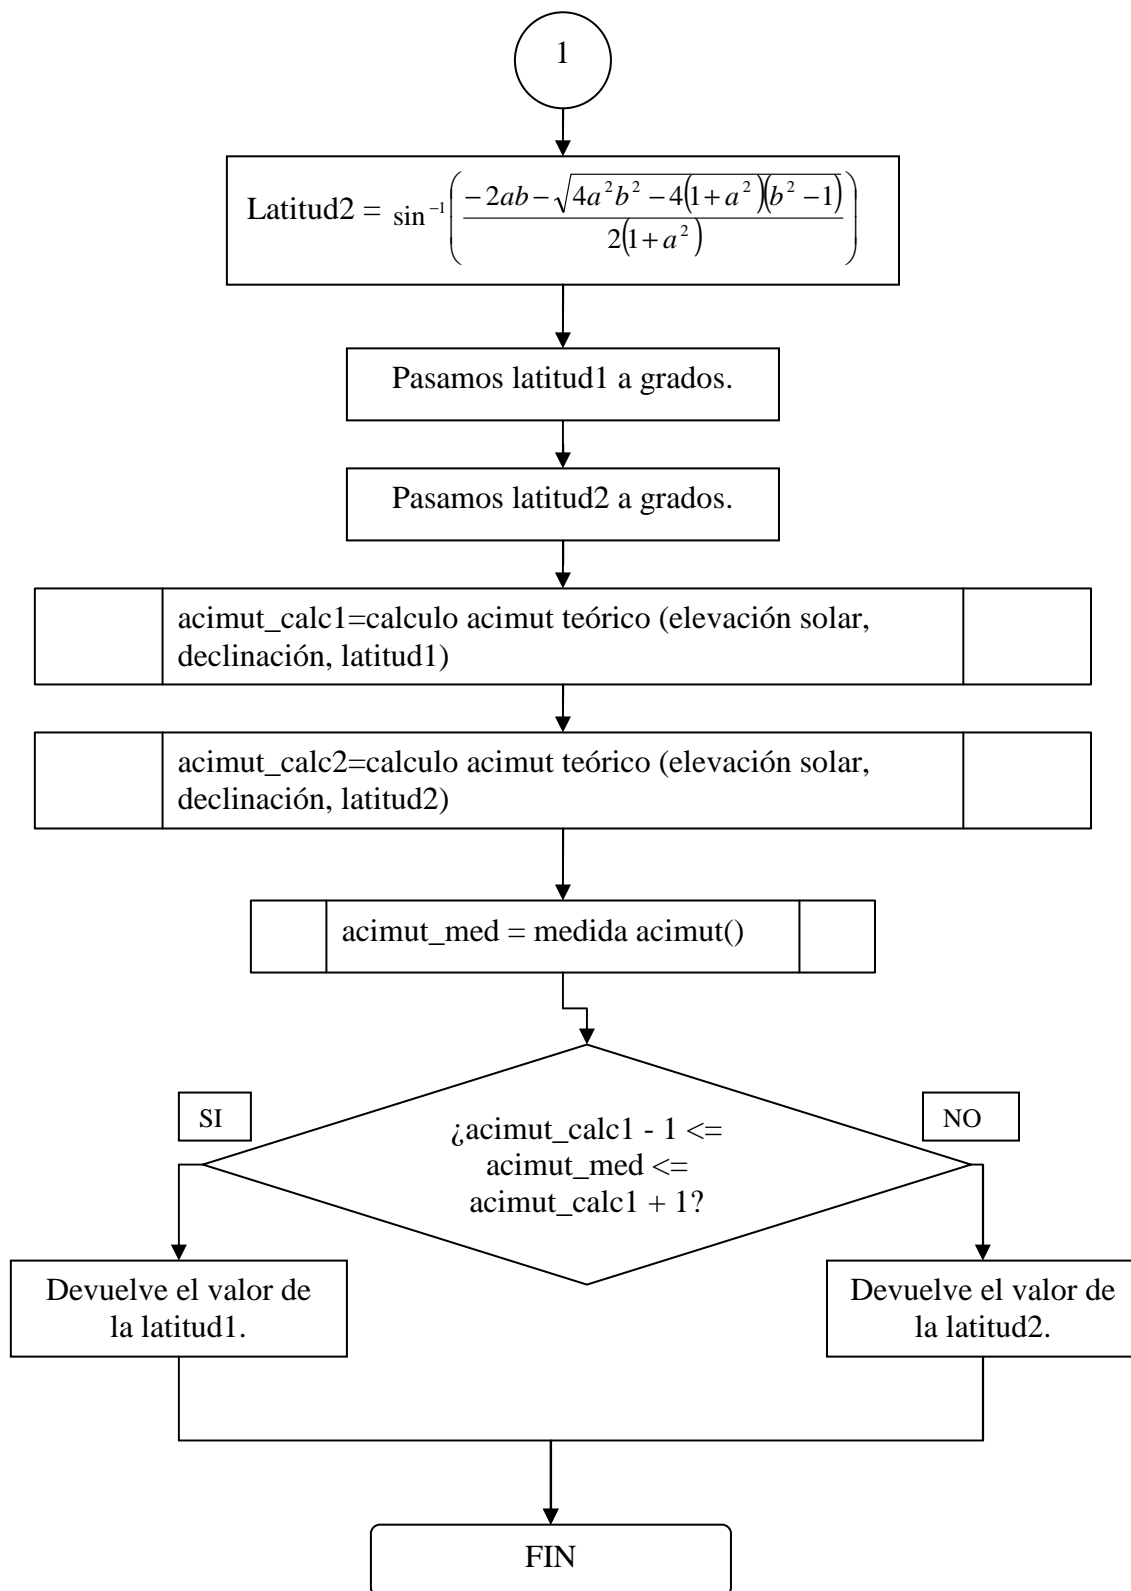 1
Latitud2 = sin⁻¹((-2ab-√(4a²b²-4(1+a²)(b²-1)))/(2(1+a²)))
Pasamos latitud1 a grados.
Pasamos latitud2 a grados.
acimut_calc1=calculo acimut teórico (elevación solar,
declinación, latitud1)
acimut_calc2=calculo acimut teórico (elevación solar,
declinación, latitud2)
acimut_med = medida acimut()
SI
NO
¿acimut_calc1 - 1 <=
acimut_med <=
acimut_calc1 + 1?
Devuelve el valor de
la latitud1.
Devuelve el valor de
la latitud2.
FIN